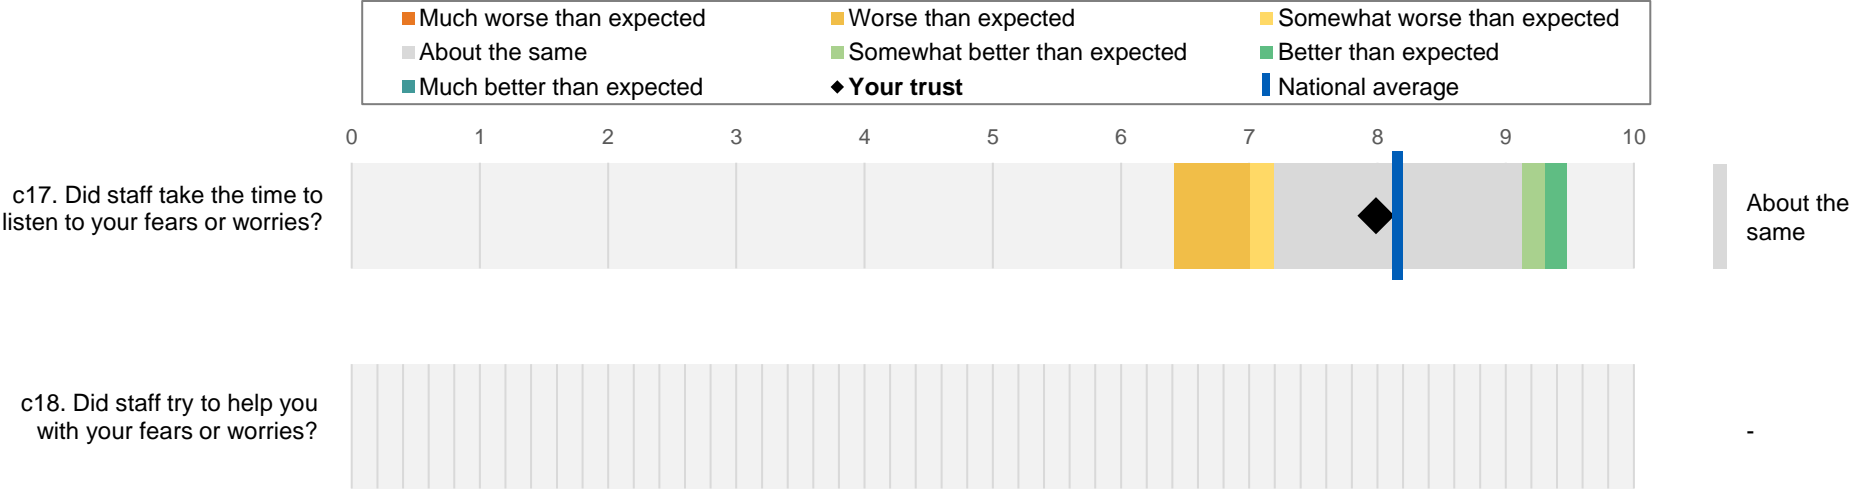 Much worse than expected
Worse than expected
Somewhat worse than expected
About the same
Somewhat better than expected
Better than expected
Much better than expected
Your trust
National average
0 1 2 3 4 5 6 7 8 9 10
c17. Did staff take the time to
listen to your fears or worries?
About the
same
c18. Did staff try to help you
with your fears or worries?
-